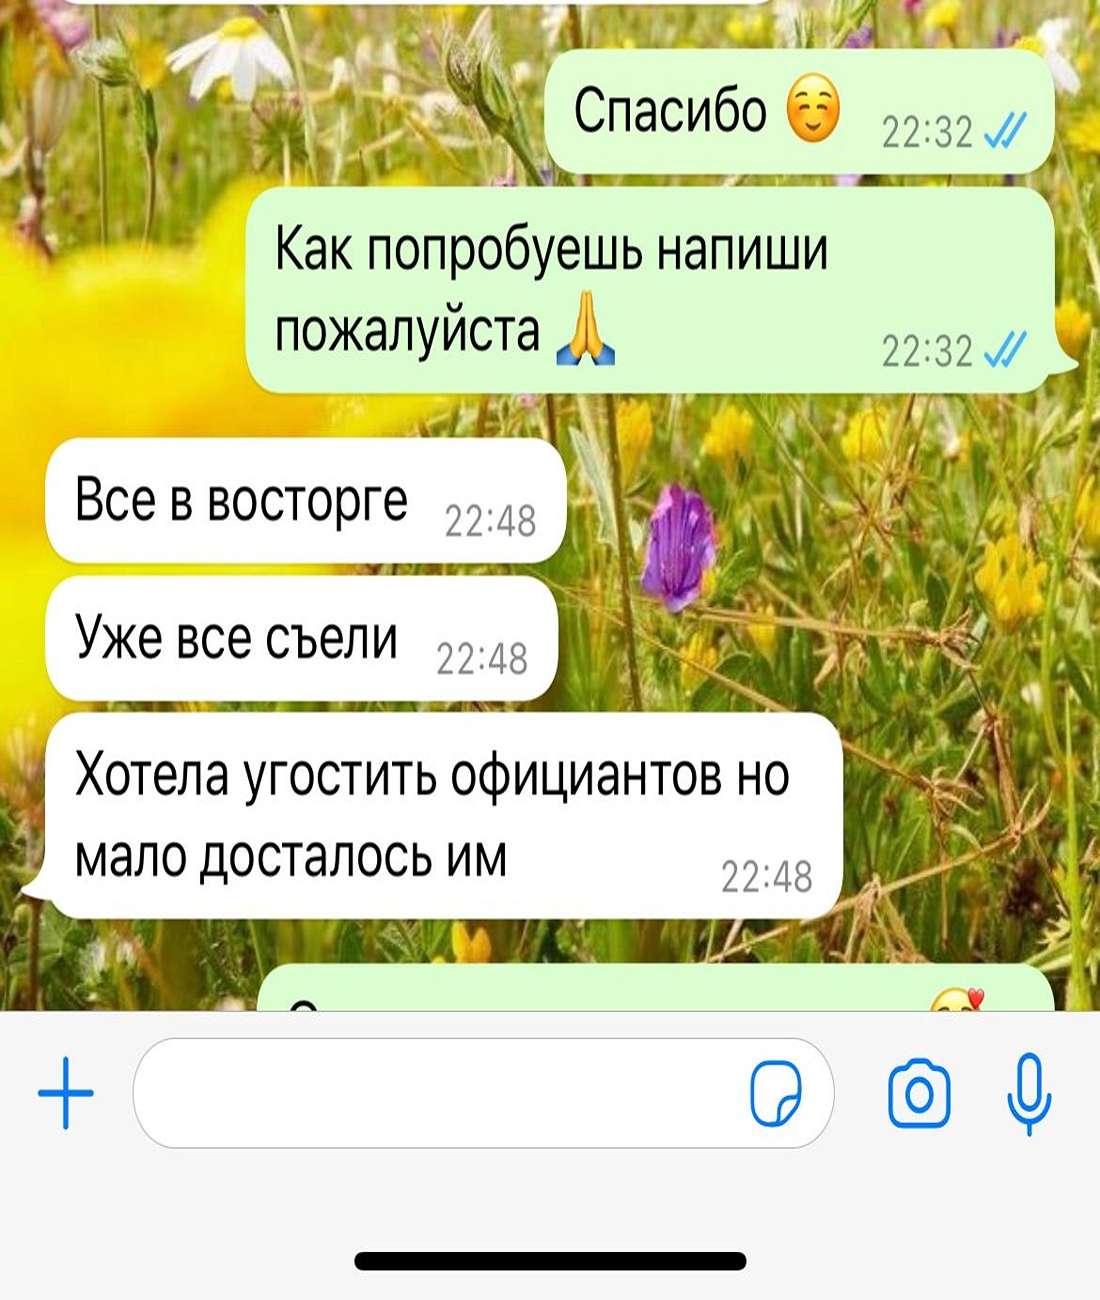 Спасибо ☺️ 22:32
Как попробуешь напиши
пожалуйста 🙏 22:32
Все в восторге 22:48
Уже все съели 22:48
Хотела угостить официантов но
мало досталось им 22:48